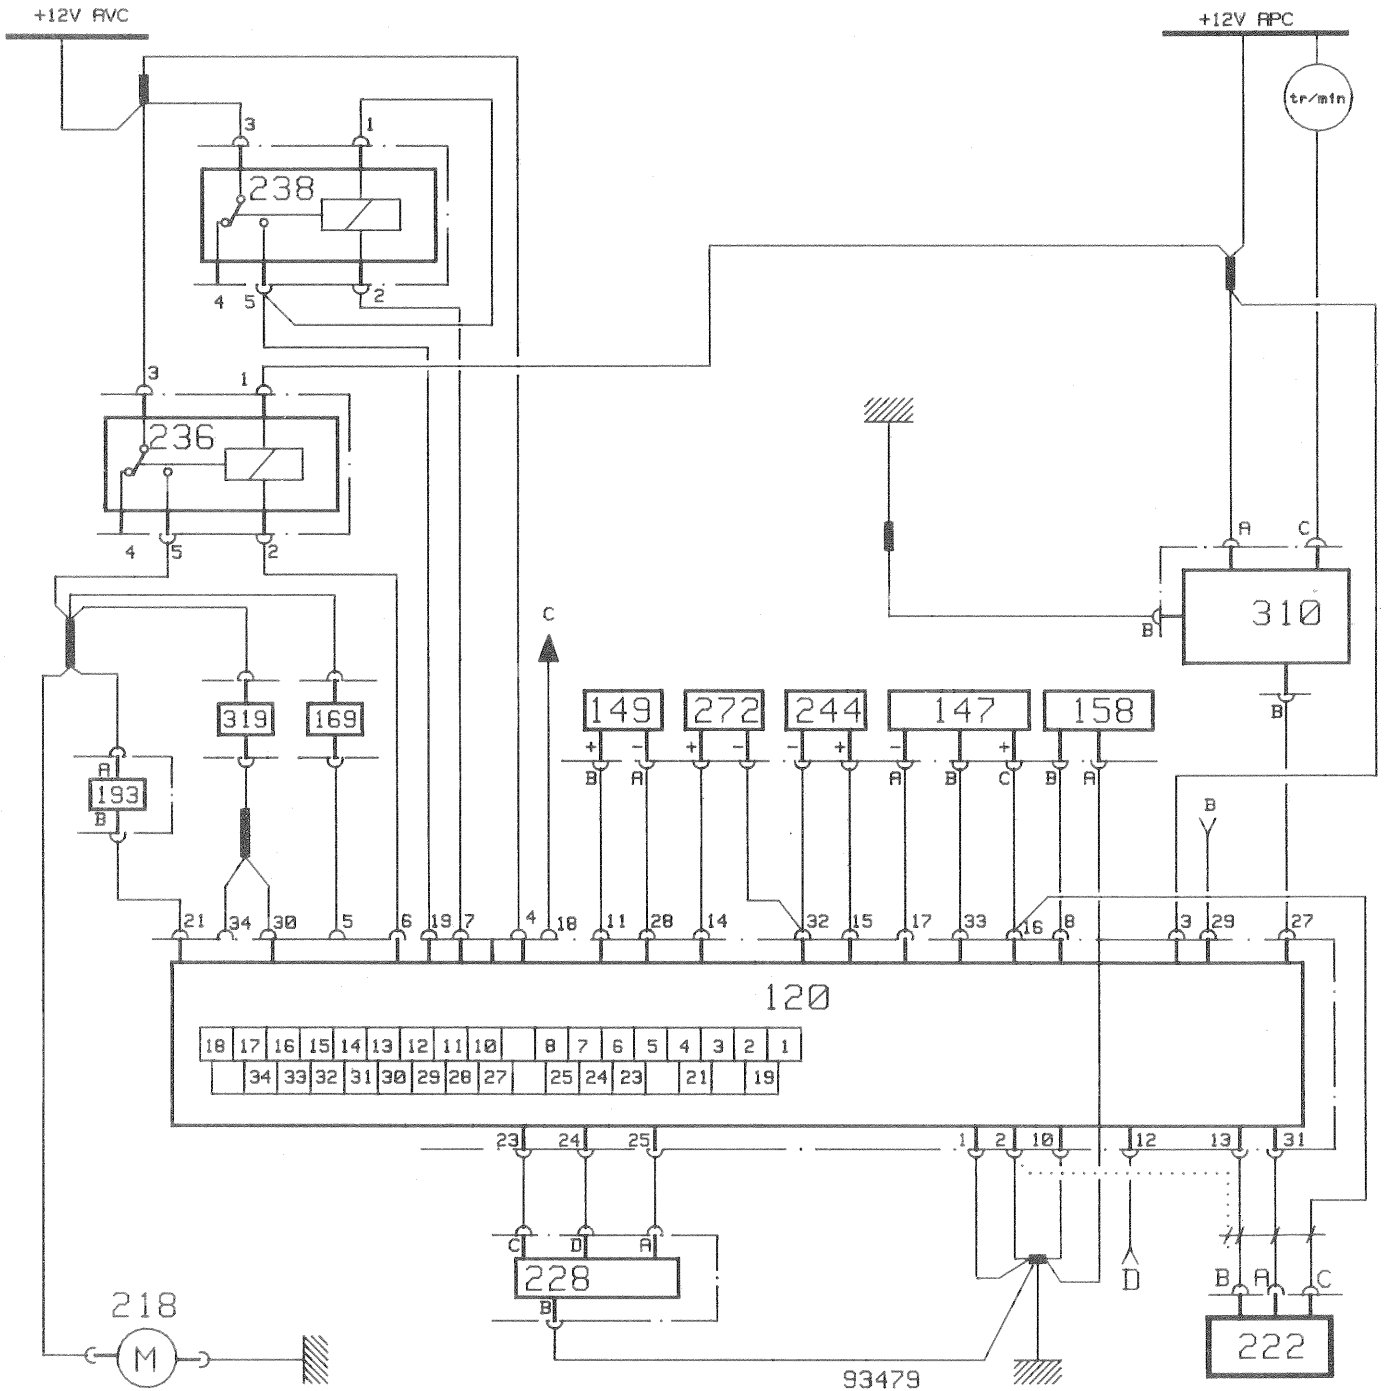 +12V AVC
+12V APC
tr/min
3
1
238
4
5
2
3
1
236
4
5
2
A
C
310
B
B
C
319
169
149
272
244
147
158
+
-
+
-
-
+
-
+
B
A
A
B
C
B
A
A
193
B
B
21
34
30
5
6
19
7
4
18
11
28
14
32
15
17
33
16
8
3
29
27
120
18 17 16 15 14 13 12 11 10 8 7 6 5 4 3 2 1
34 33 32 31 30 29 28 27 25 24 23 21 19
23
24
25
1
2
10
12
13
31
C
D
A
228
B
D
B
A
C
222
218
M
93479